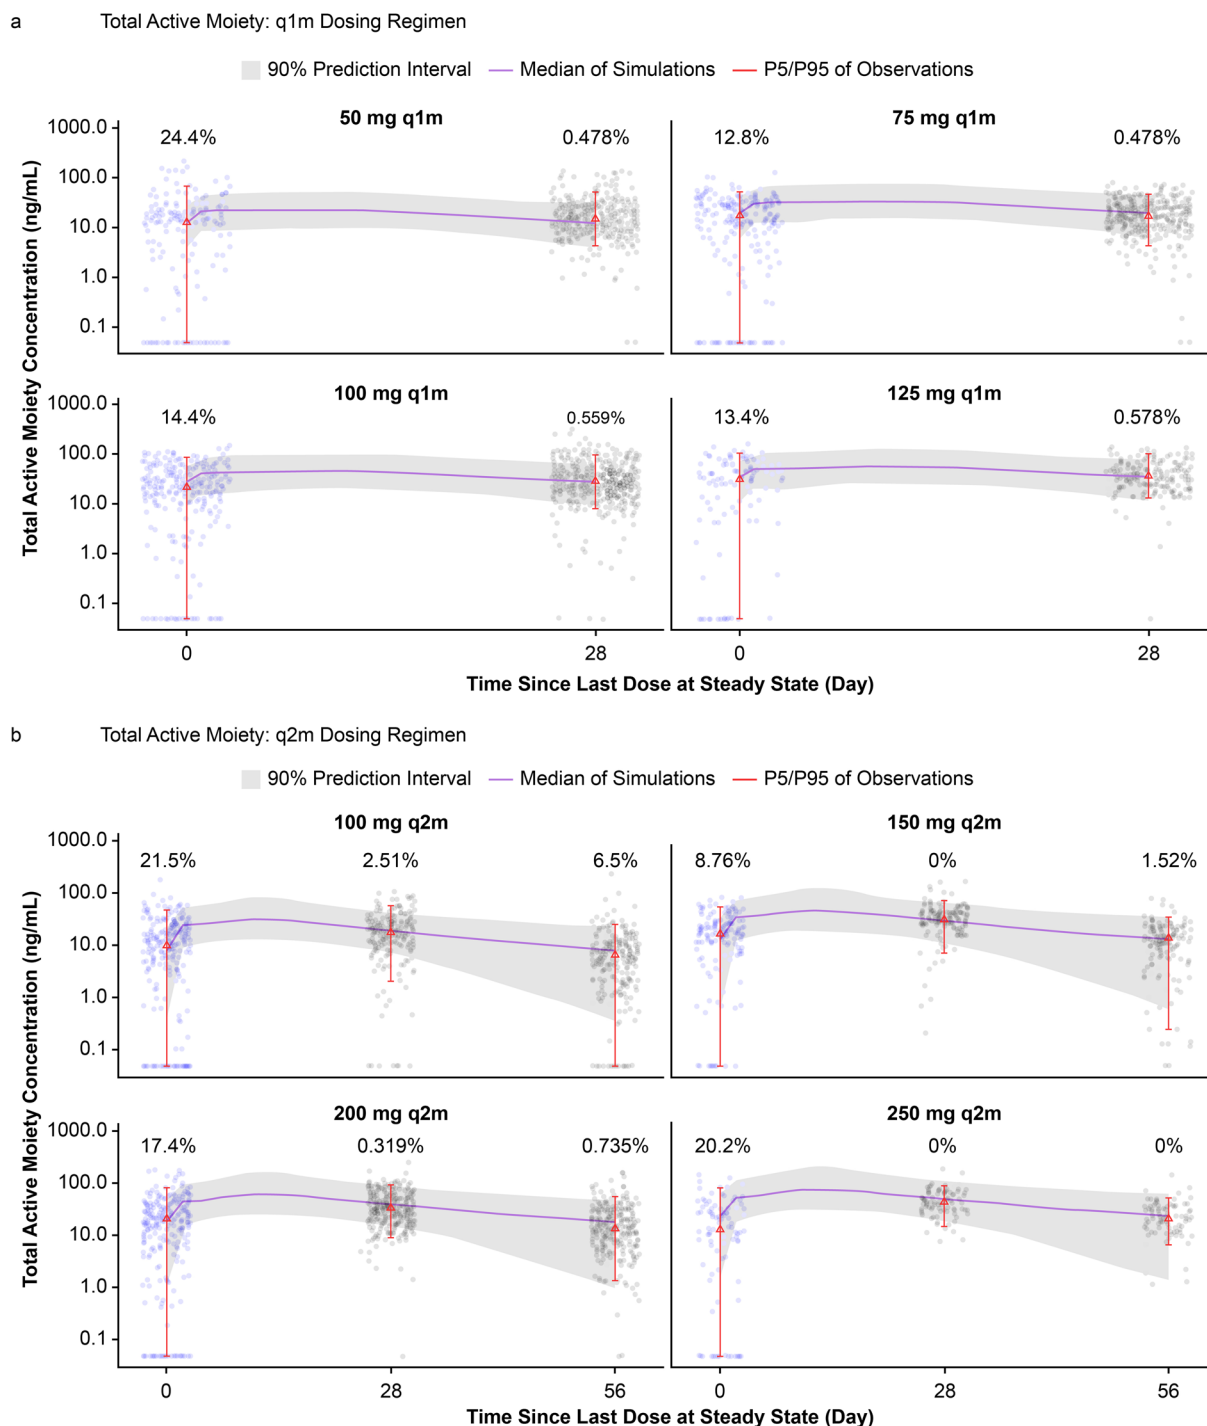 a Total Active Moiety: q1m Dosing Regimen
90% Prediction Interval Median of Simulations P5/P95 of Observations
50 mg q1m 75 mg q1m
1000.0 24.4% 0.478% 12.8% 0.478%
100.0
10.0
1.0
0.1
100 mg q1m 125 mg q1m
1000.0 14.4% 0.559% 13.4% 0.578%
100.0
10.0
1.0
0.1
Total Active Moiety Concentration (ng/mL)
0 28 0 28
Time Since Last Dose at Steady State (Day)
b Total Active Moiety: q2m Dosing Regimen
90% Prediction Interval Median of Simulations P5/P95 of Observations
100 mg q2m 150 mg q2m
1000.0 21.5% 2.51% 6.5% 8.76% 0% 1.52%
100.0
10.0
1.0
0.1
200 mg q2m 250 mg q2m
1000.0 17.4% 0.319% 0.735% 20.2% 0% 0%
100.0
10.0
1.0
0.1
Total Active Moiety Concentration (ng/mL)
0 28 56 0 28 56
Time Since Last Dose at Steady State (Day)